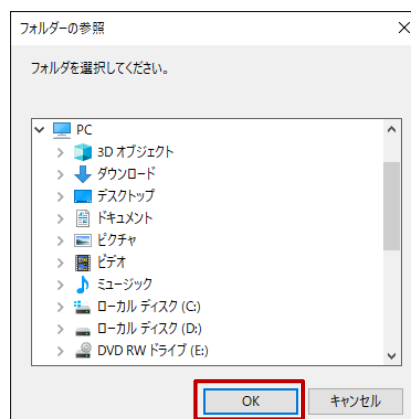 フォルダーの参照
フォルダを選択してください。
PC
3D オブジェクト
ダウンロード
デスクトップ
ドキュメント
ピクチャ
ビデオ
ミュージック
ローカル ディスク (C:)
ローカル ディスク (D:)
DVD RW ドライブ (E:)
OK
キャンセル